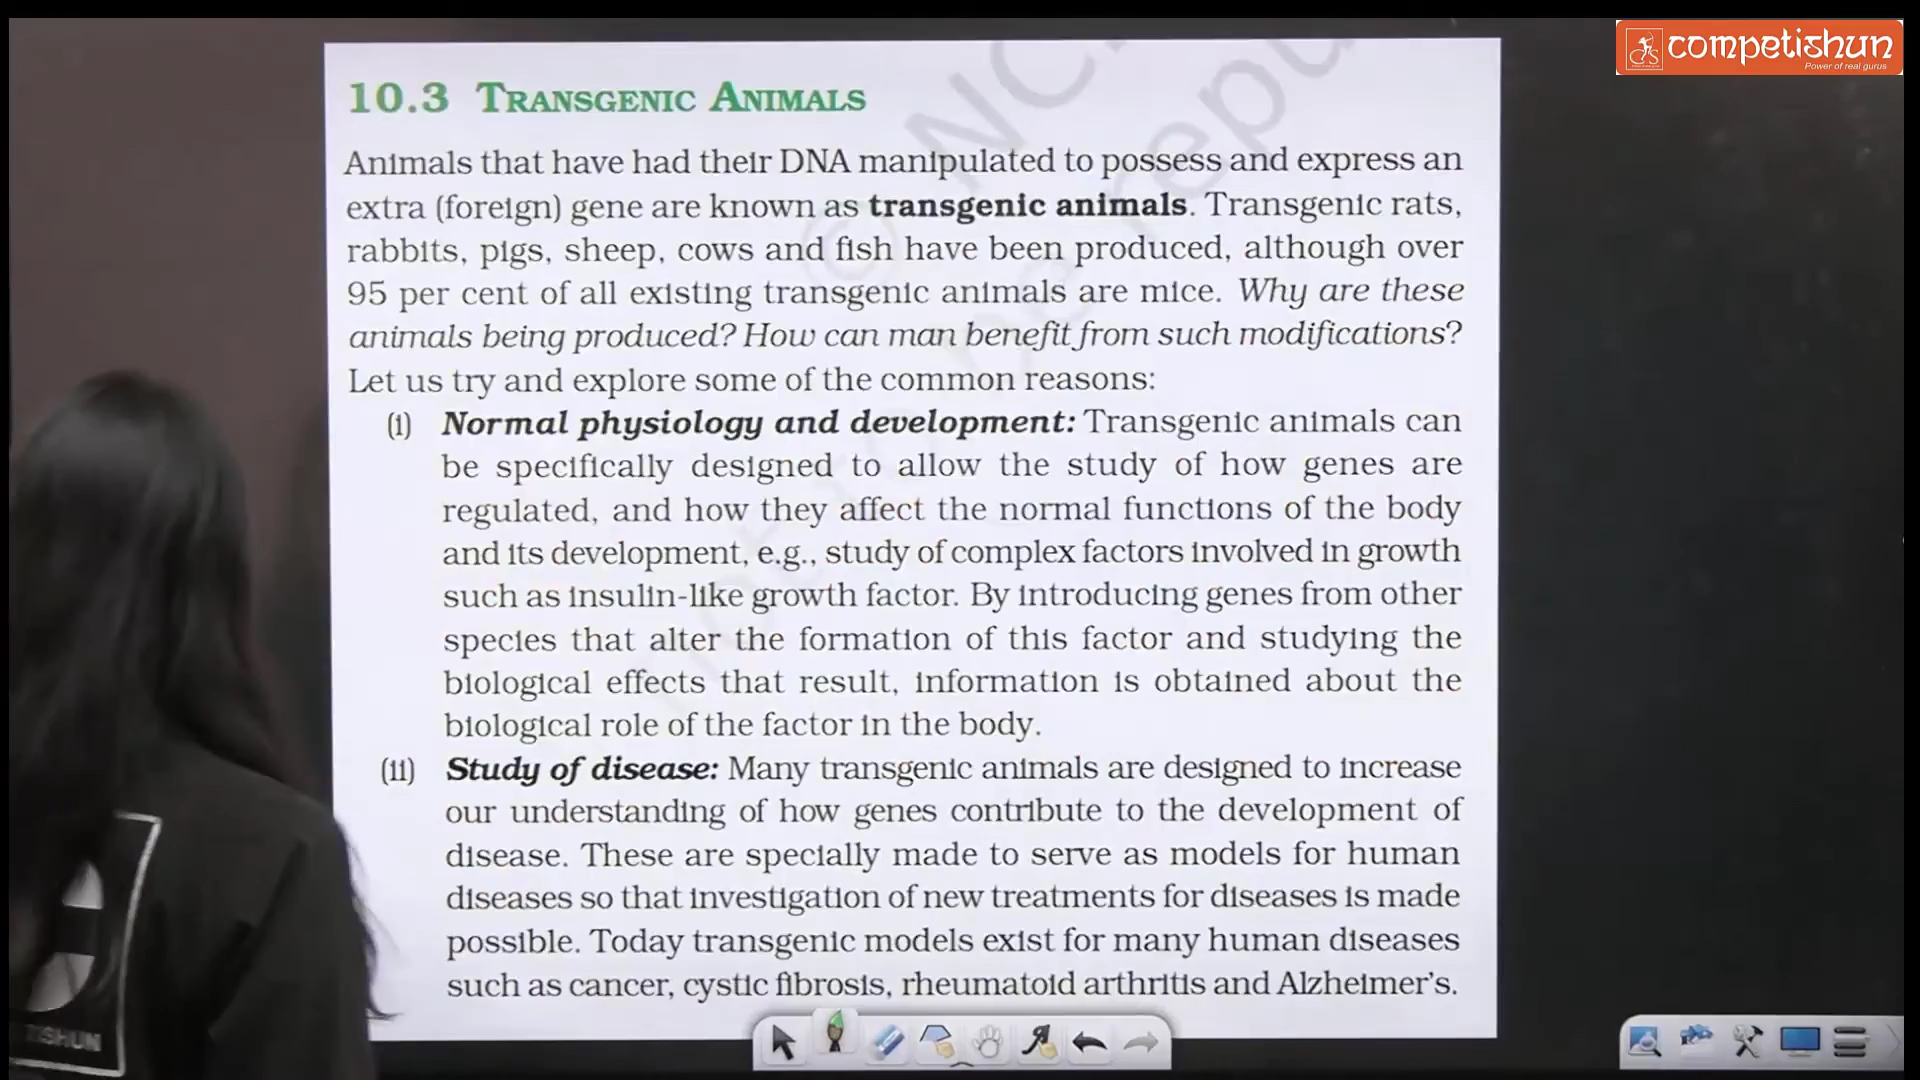 competishun
Power of real gurus
10.3 TRANSGENIC ANIMALS
Animals that have had their DNA manipulated to possess and express an
extra (foreign) gene are known as transgenic animals. Transgenic rats,
rabbits, pigs, sheep, cows and fish have been produced, although over
95 per cent of all existing transgenic animals are mice. Why are these
animals being produced? How can man benefit from such modifications?
Let us try and explore some of the common reasons:
(i) Normal physiology and development: Transgenic animals can
be specifically designed to allow the study of how genes are
regulated, and how they affect the normal functions of the body
and its development, e.g., study of complex factors involved in growth
such as insulin-like growth factor. By introducing genes from other
species that alter the formation of this factor and studying the
biological effects that result, information is obtained about the
biological role of the factor in the body.
(ii) Study of disease: Many transgenic animals are designed to increase
our understanding of how genes contribute to the development of
disease. These are specially made to serve as models for human
diseases so that investigation of new treatments for diseases is made
possible. Today transgenic models exist for many human diseases
such as cancer, cystic fibrosis, rheumatoid arthritis and Alzheimer's.
TISHUN